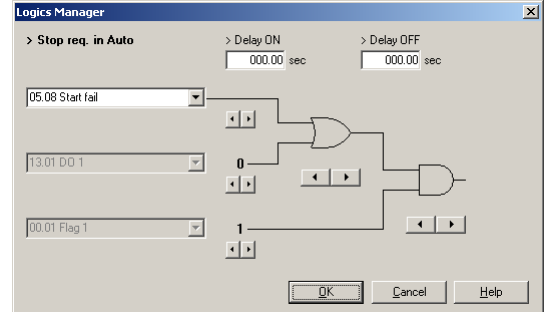 Logics Manager
> Stop req. in Auto
> Delay ON
> Delay OFF
000.00 sec
000.00 sec
05.08 Start fail
13.01 DO 1
0
00.01 Flag 1
1
OK
Cancel
Help